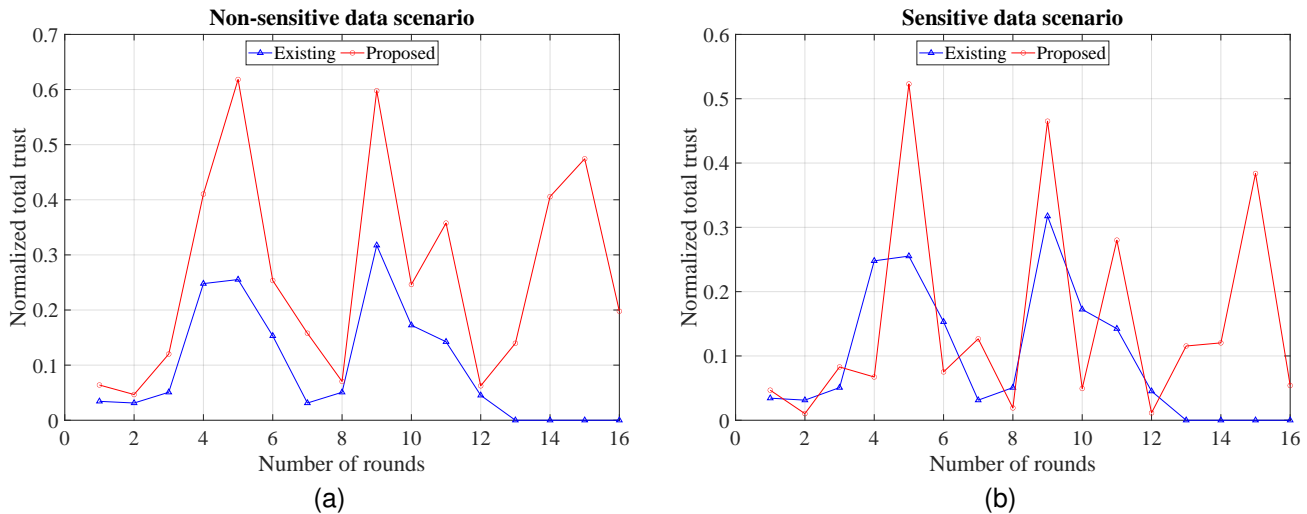 Non-sensitive data scenario
Existing Proposed
0.7
0.6
0.5
0.4
0.3
0.2
0.1
0
Normalized total trust
0 2 4 6 8 10 12 14 16
Number of rounds
(a)
Sensitive data scenario
Existing Proposed
0.6
0.5
0.4
0.3
0.2
0.1
0
Normalized total trust
0 2 4 6 8 10 12 14 16
Number of rounds
(b)